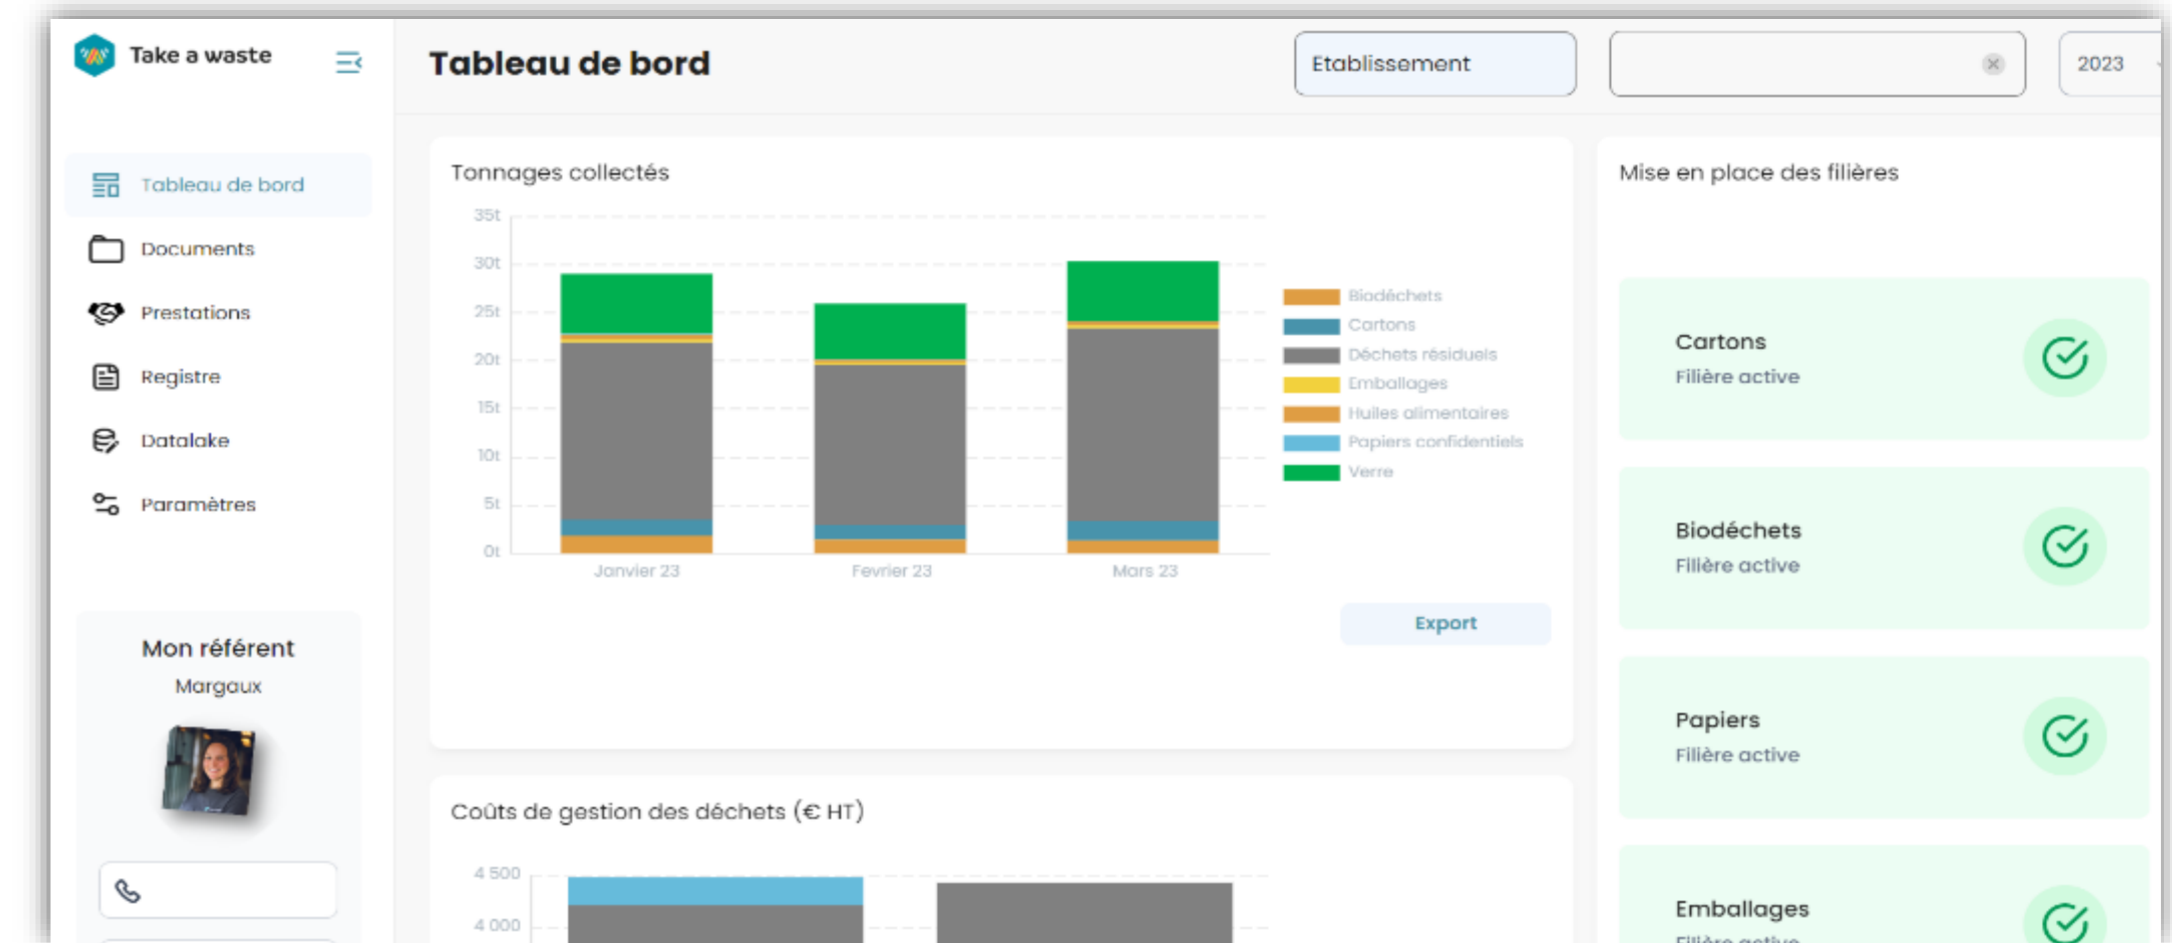 Take a waste
Tableau de bord
Documents
Prestations
Registre
Datalake
Paramètres
Mon référent
Margaux
Tableau de bord
Etablissement
2023
Tonnages collectés
35t
30t
25t
20t
15t
10t
5t
0t
Janvier 23
Fevrier 23
Mars 23
Biodéchets
Cartons
Déchets résiduels
Emballages
Huiles alimentaires
Papiers confidentiels
Verre
Export
Coûts de gestion des déchets (€ HT)
4 500
4 000
Mise en place des filières
Cartons
Filière active
Biodéchets
Filière active
Papiers
Filière active
Emballages
Filière active